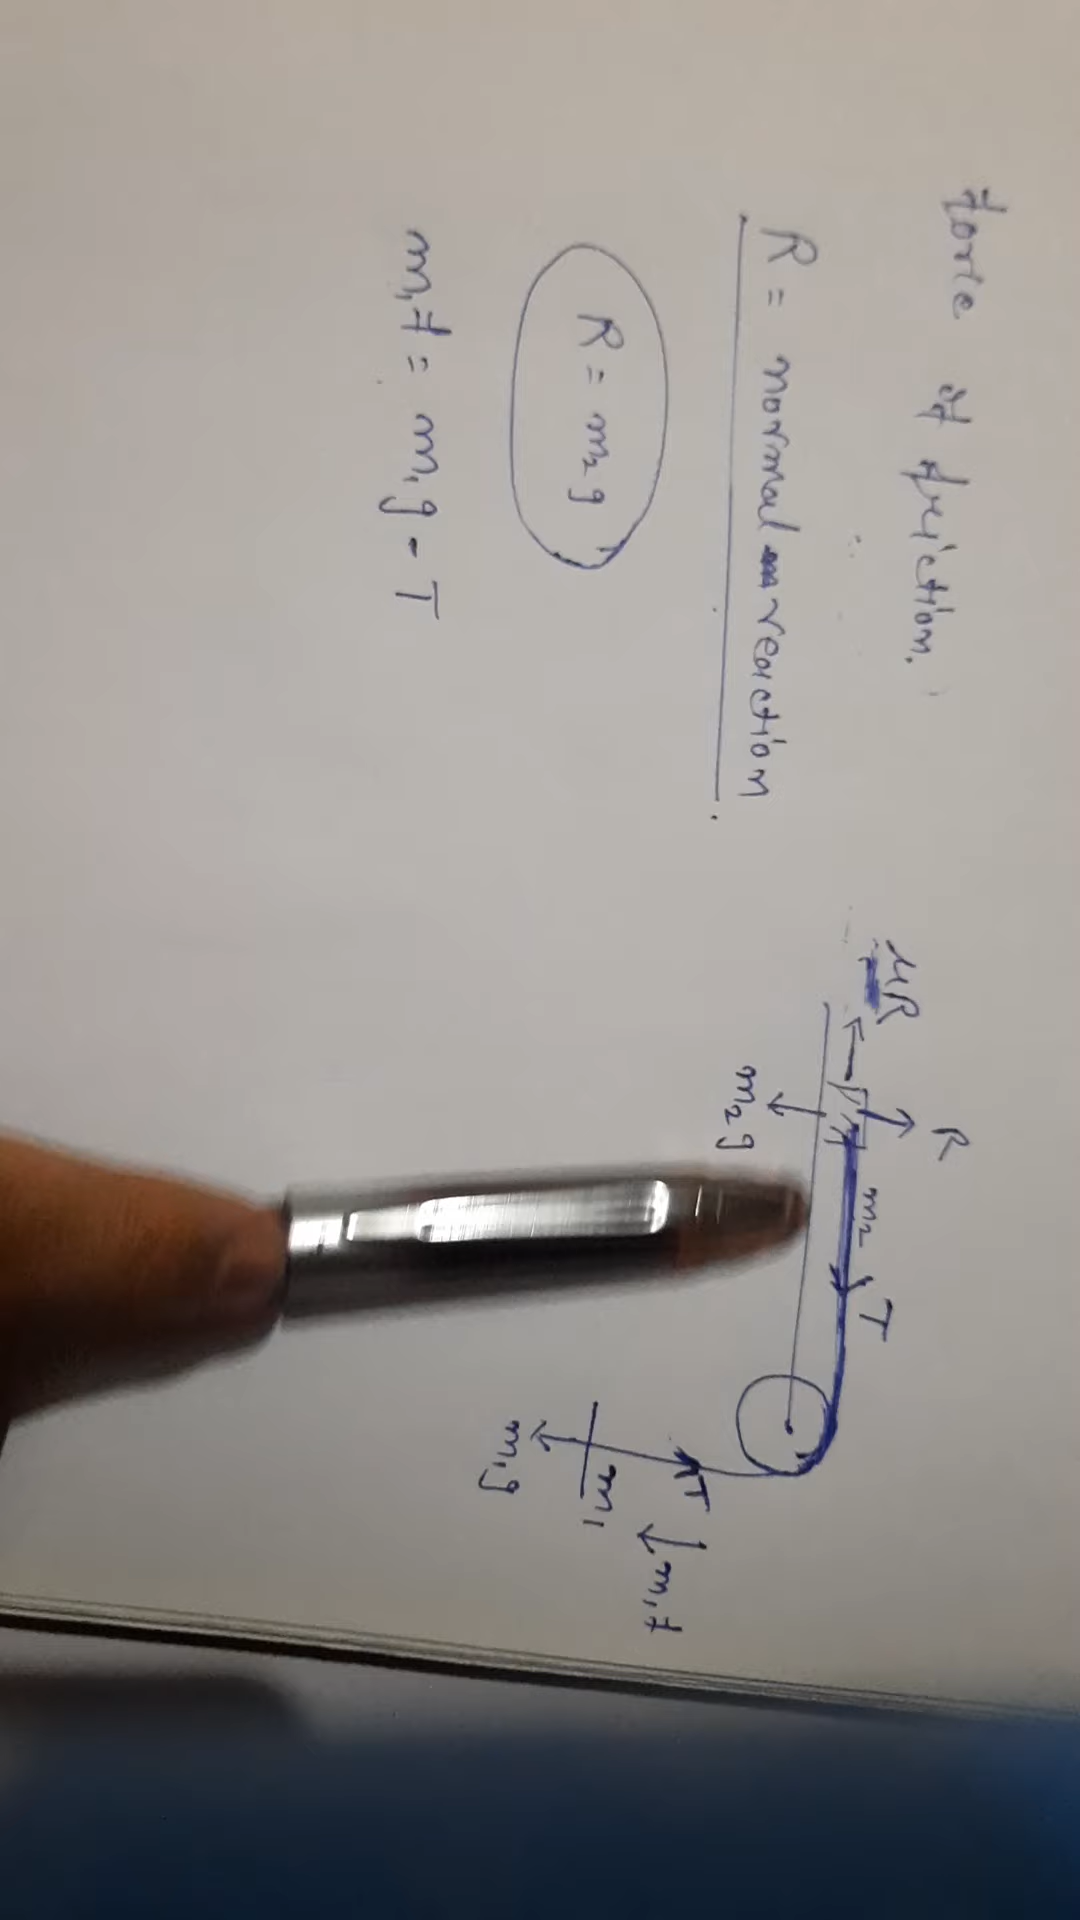 force of friction.
R = normal reaction.
R = m₂g
m₁f = m₁g - T
μR
R
m₂
T
m₂g
T
m₁f
m₁
m₁g